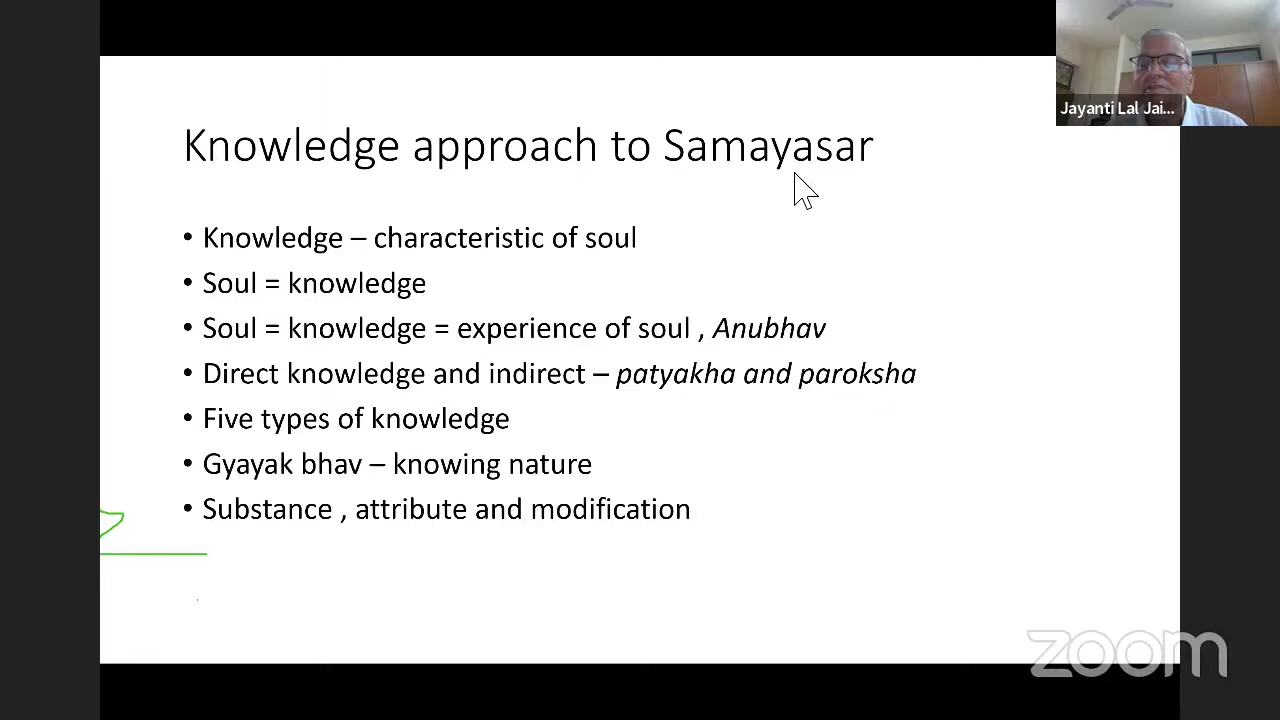 Jayanti Lal Jai...
Knowledge approach to Samayasar
• Knowledge – characteristic of soul
• Soul = knowledge
• Soul = knowledge = experience of soul , Anubhav
• Direct knowledge and indirect – patyakha and paroksha
• Five types of knowledge
• Gyayak bhav – knowing nature
• Substance , attribute and modification
zoom